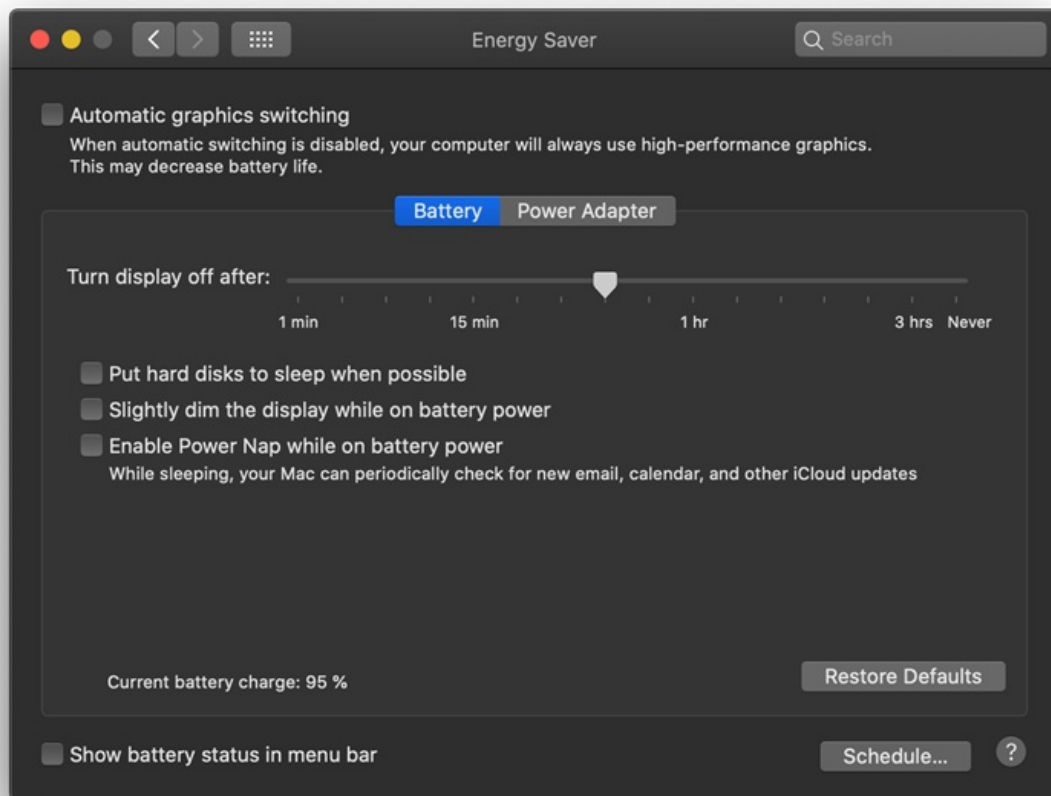 Energy Saver
Search
Automatic graphics switching
When automatic switching is disabled, your computer will always use high-performance graphics.
This may decrease battery life.
Battery Power Adapter
Turn display off after:
1 min 15 min 1 hr 3 hrs Never
Put hard disks to sleep when possible
Slightly dim the display while on battery power
Enable Power Nap while on battery power
While sleeping, your Mac can periodically check for new email, calendar, and other iCloud updates
Current battery charge: 95 %
Restore Defaults
Show battery status in menu bar
Schedule...
?